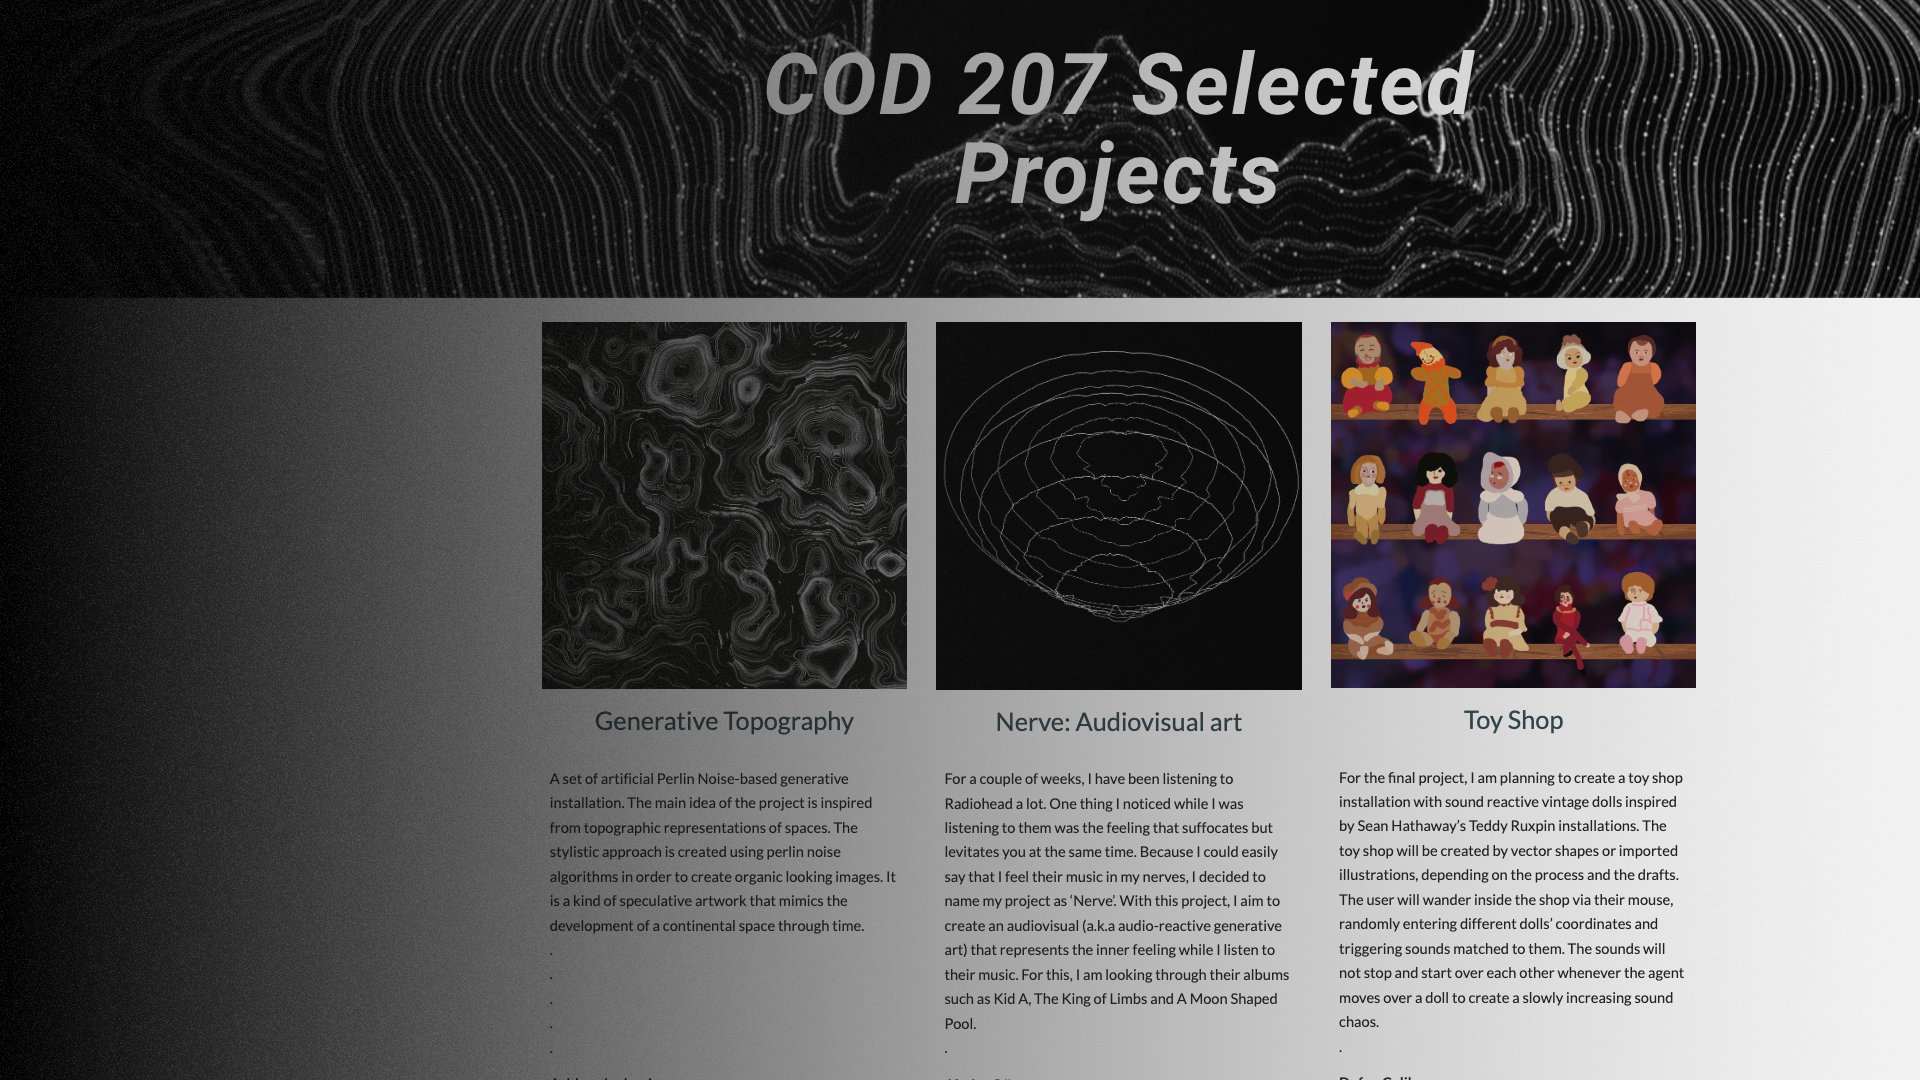 COD 207 Selected
Projects
Generative Topography
A set of artificial Perlin Noise-based generative
installation. The main idea of the project is inspired
from topographic representations of spaces. The
stylistic approach is created using perlin noise
algorithms in order to create organic looking images. It
is a kind of speculative artwork that mimics the
development of a continental space through time.
.
.
.
.
.
Nerve: Audiovisual art
For a couple of weeks, I have been listening to
Radiohead a lot. One thing I noticed while I was
listening to them was the feeling that suffocates but
levitates you at the same time. Because I could easily
say that I feel their music in my nerves, I decided to
name my project as ‘Nerve’. With this project, I aim to
create an audiovisual (a.k.a audio-reactive generative
art) that represents the inner feeling while I listen to
their music. For this, I am looking through their albums
such as Kid A, The King of Limbs and A Moon Shaped
Pool.
.
Toy Shop
For the final project, I am planning to create a toy shop
installation with sound reactive vintage dolls inspired
by Sean Hathaway’s Teddy Ruxpin installations. The
toy shop will be created by vector shapes or imported
illustrations, depending on the process and the drafts.
The user will wander inside the shop via their mouse,
randomly entering different dolls’ coordinates and
triggering sounds matched to them. The sounds will
not stop and start over each other whenever the agent
moves over a doll to create a slowly increasing sound
chaos.
.